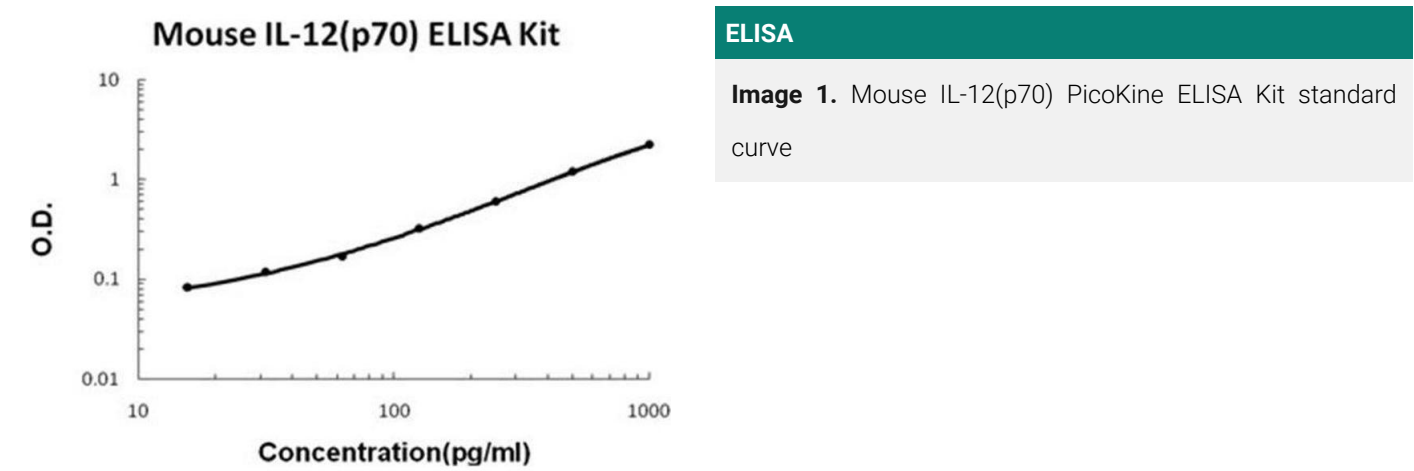 Mouse IL-12(p70) ELISA Kit
10
1
0.1
0.01
O.D.
10 100 1000
Concentration(pg/ml)
ELISA
Image 1. Mouse IL-12(p70) PicoKine ELISA Kit standard
curve